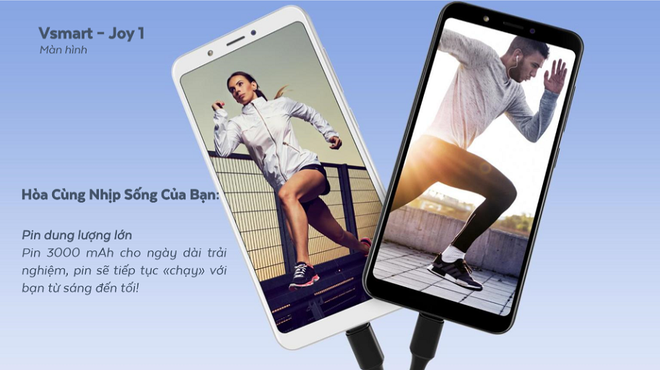 Vsmart – Joy 1
Màn hình
Hòa Cùng Nhịp Sống Của Bạn:
Pin dung lượng lớn
Pin 3000 mAh cho ngày dài trải
nghiệm, pin sẽ tiếp tục «chạy» với
bạn từ sáng đến tối!